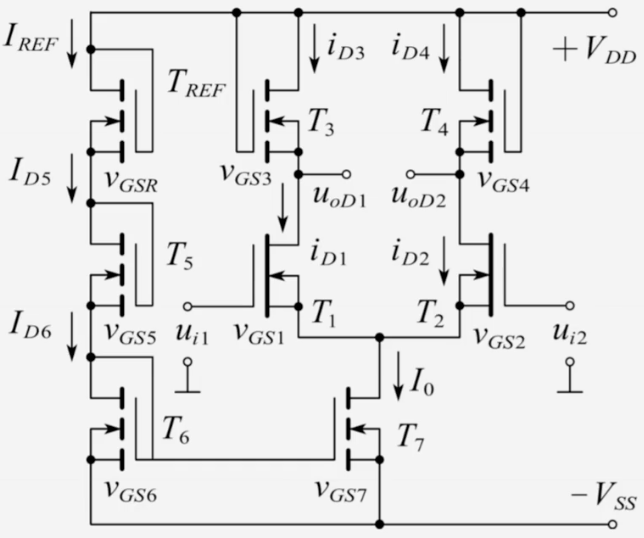 I_{REF}
i_{D3}
i_{D4}
+V_{DD}
T_{REF}
T_3
T_4
I_{D5}
v_{GSR}
v_{GS3}
v_{GS4}
u_{oD1}
u_{oD2}
T_5
i_{D1}
i_{D2}
I_{D6}
v_{GS5}
u_{i1}
v_{GS1}
T_1
T_2
v_{GS2}
u_{i2}
I_0
T_6
T_7
v_{GS6}
v_{GS7}
-V_{SS}